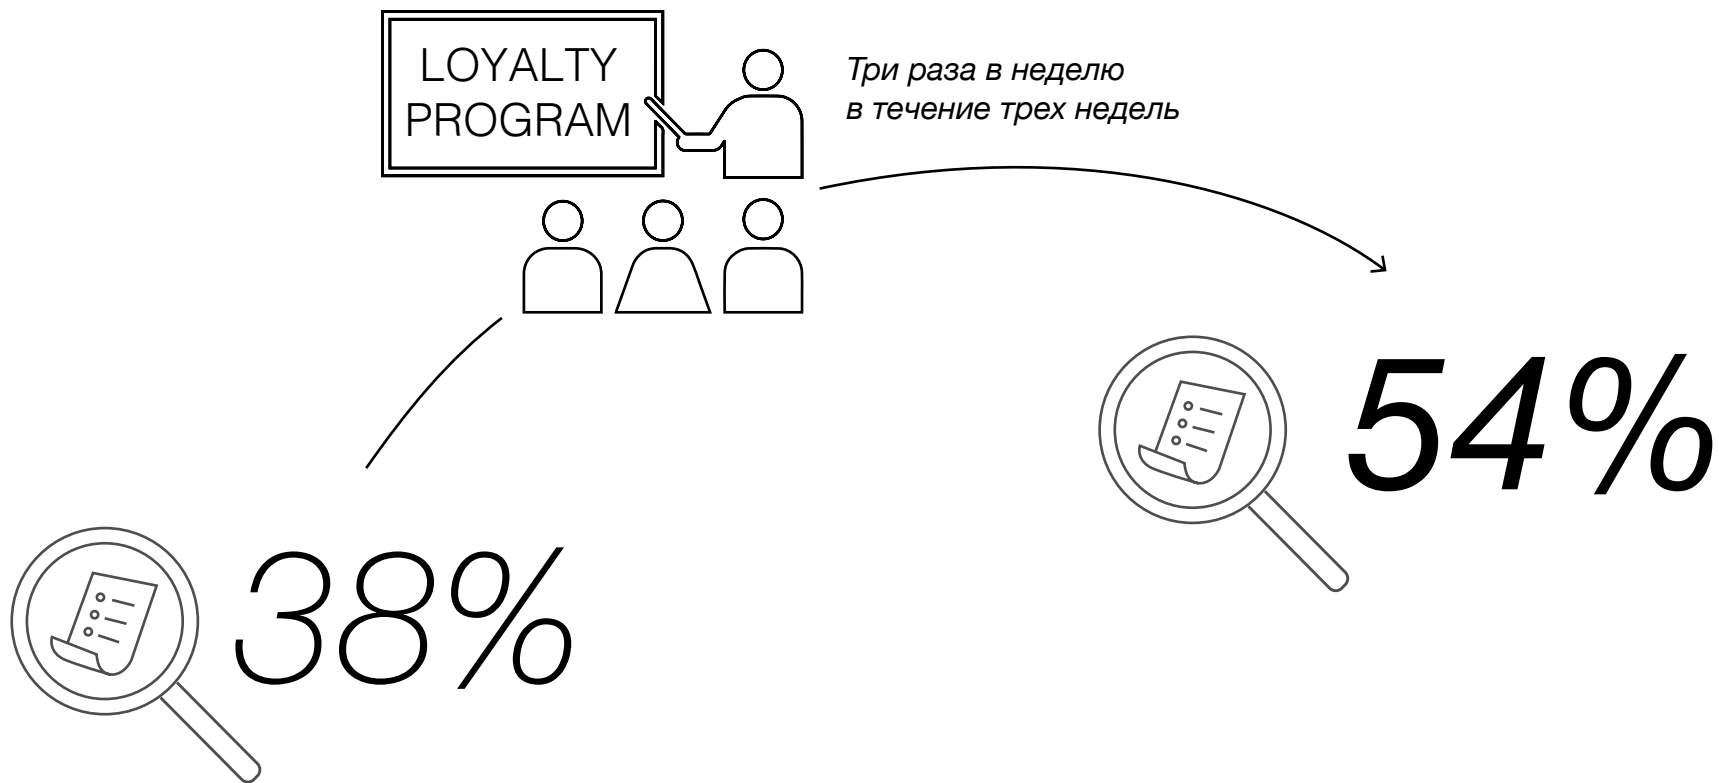 LOYALTY
PROGRAM
Три раза в неделю
в течение трех недель
54%
38%